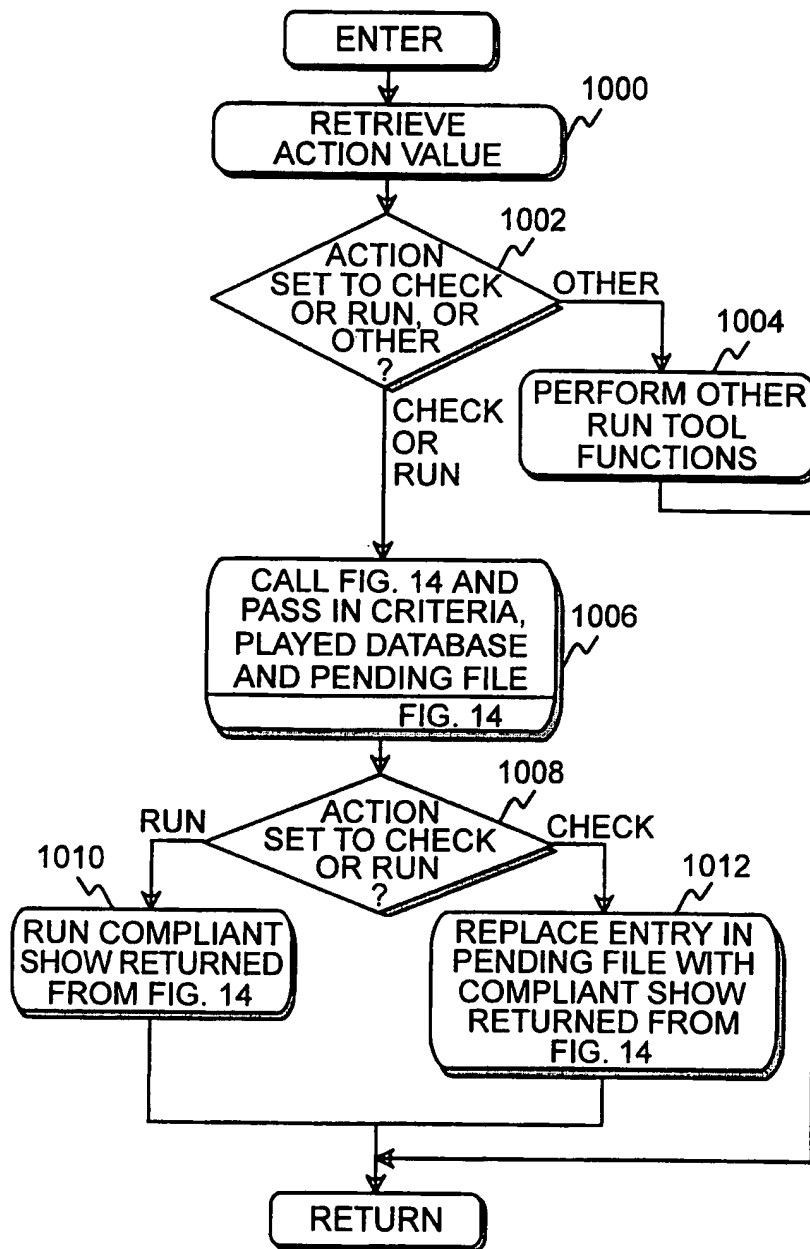 ENTER
1000
RETRIEVE
ACTION VALUE
1002
ACTION
SET TO CHECK
OR RUN, OR
OTHER
?
OTHER
1004
PERFORM OTHER
RUN TOOL
FUNCTIONS
CHECK
OR
RUN
CALL FIG. 14 AND
PASS IN CRITERIA,
PLAYED DATABASE
AND PENDING FILE
FIG. 14
1006
1008
ACTION
SET TO CHECK
OR RUN
?
RUN
CHECK
1010
RUN COMPLIANT
SHOW RETURNED
FROM FIG. 14
1012
REPLACE ENTRY IN
PENDING FILE WITH
COMPLIANT SHOW
RETURNED FROM
FIG. 14
RETURN